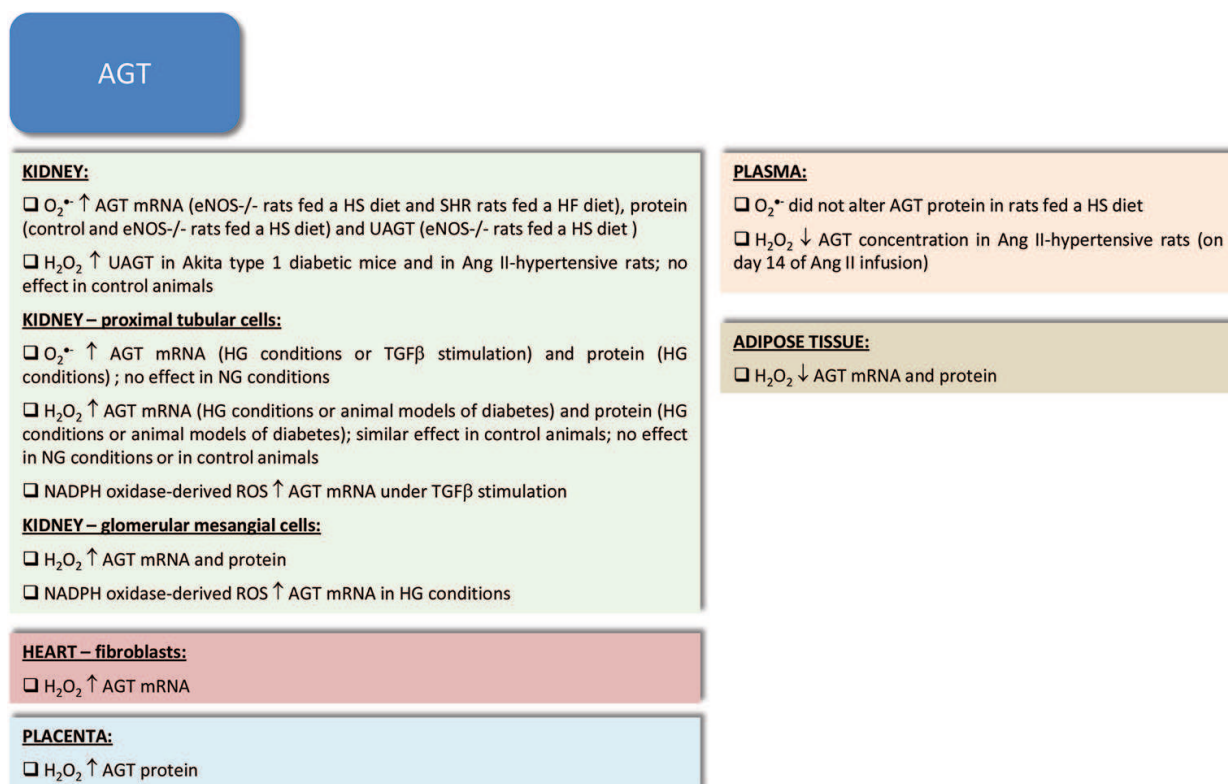 AGT
KIDNEY:
❑ O₂•- ↑ AGT mRNA (eNOS-/- rats fed a HS diet and SHR rats fed a HF diet), protein
(control and eNOS-/- rats fed a HS diet) and UAGT (eNOS-/- rats fed a HS diet )
❑ H₂O₂ ↑ UAGT in Akita type 1 diabetic mice and in Ang II-hypertensive rats; no
effect in control animals
KIDNEY – proximal tubular cells:
❑ O₂•- ↑ AGT mRNA (HG conditions or TGFβ stimulation) and protein (HG
conditions) ; no effect in NG conditions
❑ H₂O₂ ↑ AGT mRNA (HG conditions or animal models of diabetes) and protein (HG
conditions or animal models of diabetes); similar effect in control animals; no effect
in NG conditions or in control animals
❑ NADPH oxidase-derived ROS ↑ AGT mRNA under TGFβ stimulation
KIDNEY – glomerular mesangial cells:
❑ H₂O₂ ↑ AGT mRNA and protein
❑ NADPH oxidase-derived ROS ↑ AGT mRNA in HG conditions
HEART – fibroblasts:
❑ H₂O₂ ↑ AGT mRNA
PLACENTA:
❑ H₂O₂ ↑ AGT protein
PLASMA:
❑ O₂•- did not alter AGT protein in rats fed a HS diet
❑ H₂O₂ ↓ AGT concentration in Ang II-hypertensive rats (on
day 14 of Ang II infusion)
ADIPOSE TISSUE:
❑ H₂O₂ ↓ AGT mRNA and protein